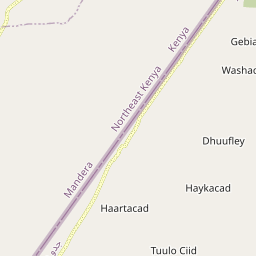 Kenya
Gebia
Washac
Northeast Kenya
Dhuufley
Mandera
Haykacad
Haartacad
Tuulo Ciid